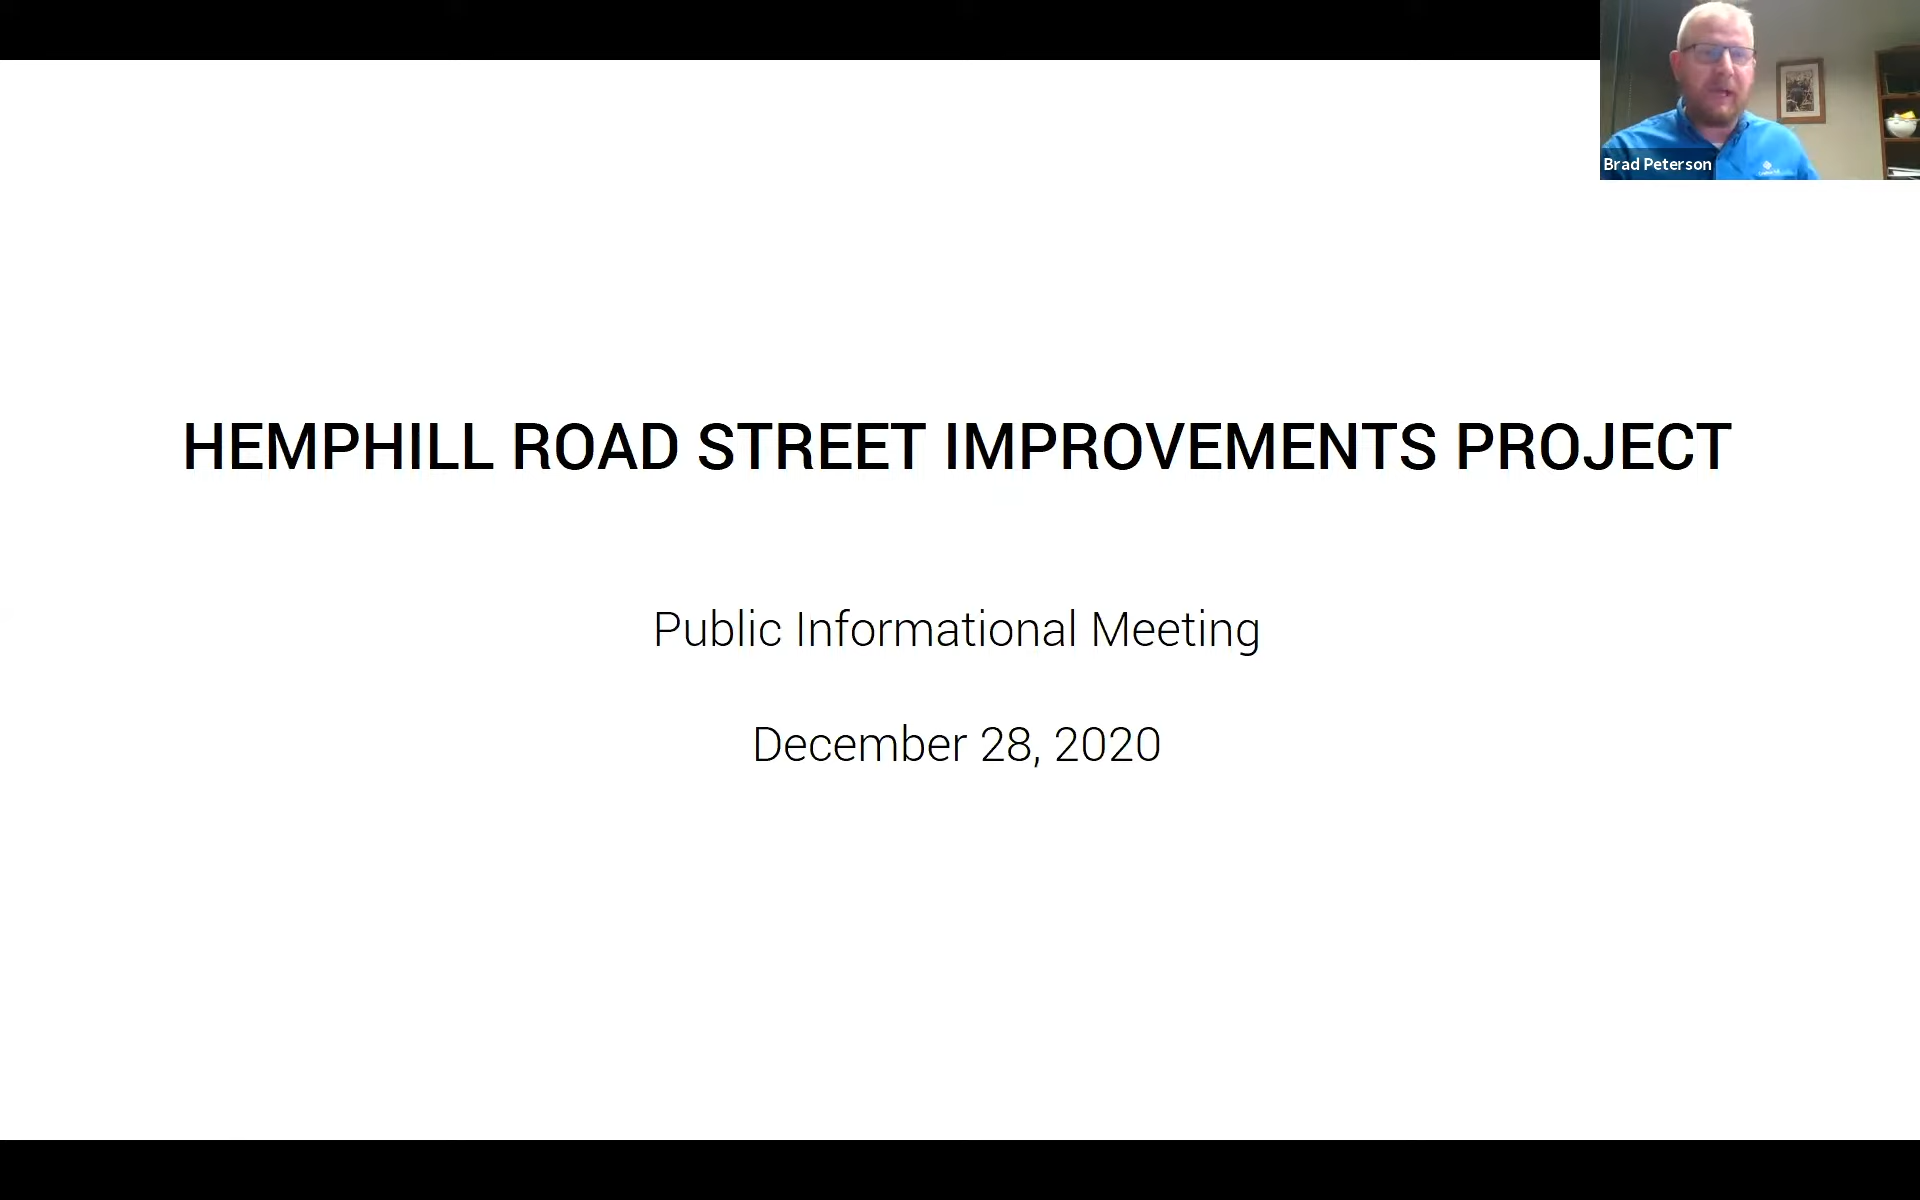 Brad Peterson
HEMPHILL ROAD STREET IMPROVEMENTS PROJECT
Public Informational Meeting
December 28, 2020